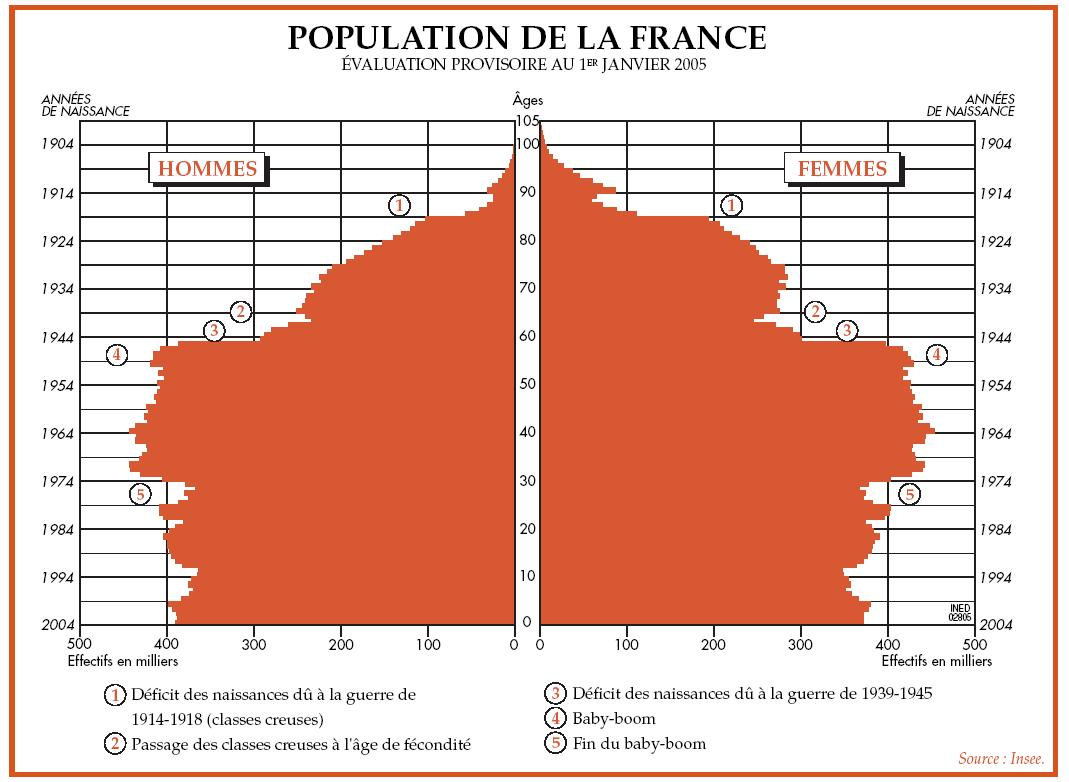 POPULATION DE LA FRANCE
ÉVALUATION PROVISOIRE AU 1ER JANVIER 2005
ANNÉES
DE NAISSANCE
Âges
ANNÉES
DE NAISSANCE
105
1904 100 1904
HOMMES FEMMES
1914 90 1914
1 1
1924 80 1924
1934 70 1934
2 2
3 3
1944 60 1944
4 4
1954 50 1954
1964 40 1964
1974 30 1974
5 5
1984 20 1984
1994 10 1994
INED
02805
2004 0 2004
500 400 300 200 100 0 0 100 200 300 400 500
Effectifs en milliers Effectifs en milliers
1 Déficit des naissances dû à la guerre de
1914-1918 (classes creuses)
2 Passage des classes creuses à l'âge de fécondité
3 Déficit des naissances dû à la guerre de 1939-1945
4 Baby-boom
5 Fin du baby-boom
Source : Insee.